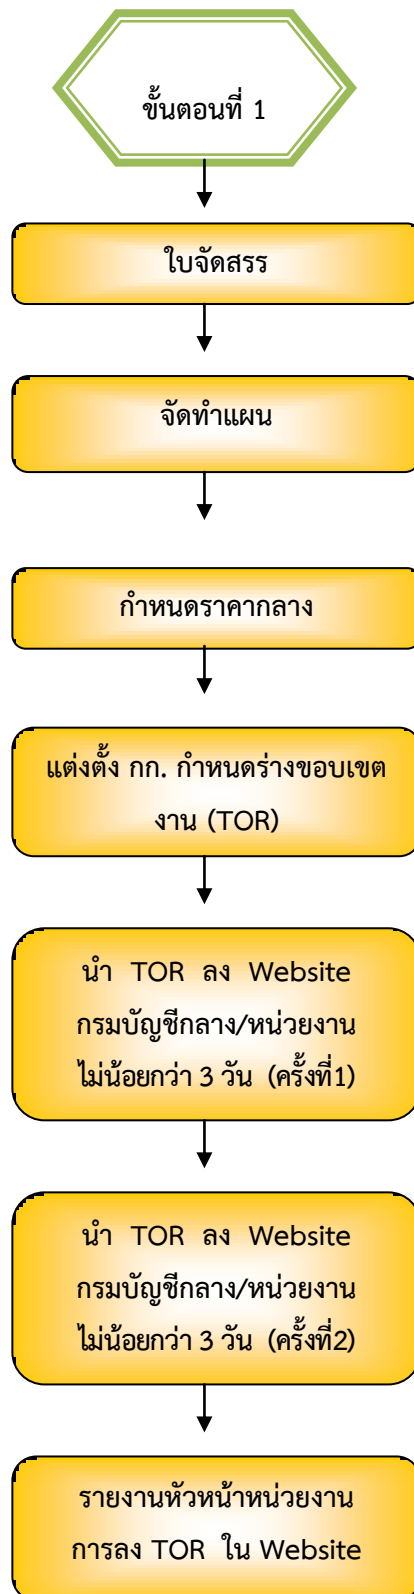 ขั้นตอนที่ 1
ใบจัดสรร
จัดทำแผน
กำหนดราคากลาง
แต่งตั้ง กก. กำหนดร่างขอบเขต
งาน (TOR)
นำ TOR ลง Website
กรมบัญชีกลาง/หน่วยงาน
ไม่น้อยกว่า 3 วัน (ครั้งที่1)
นำ TOR ลง Website
กรมบัญชีกลาง/หน่วยงาน
ไม่น้อยกว่า 3 วัน (ครั้งที่2)
รายงานหัวหน้าหน่วยงาน
การลง TOR ใน Website